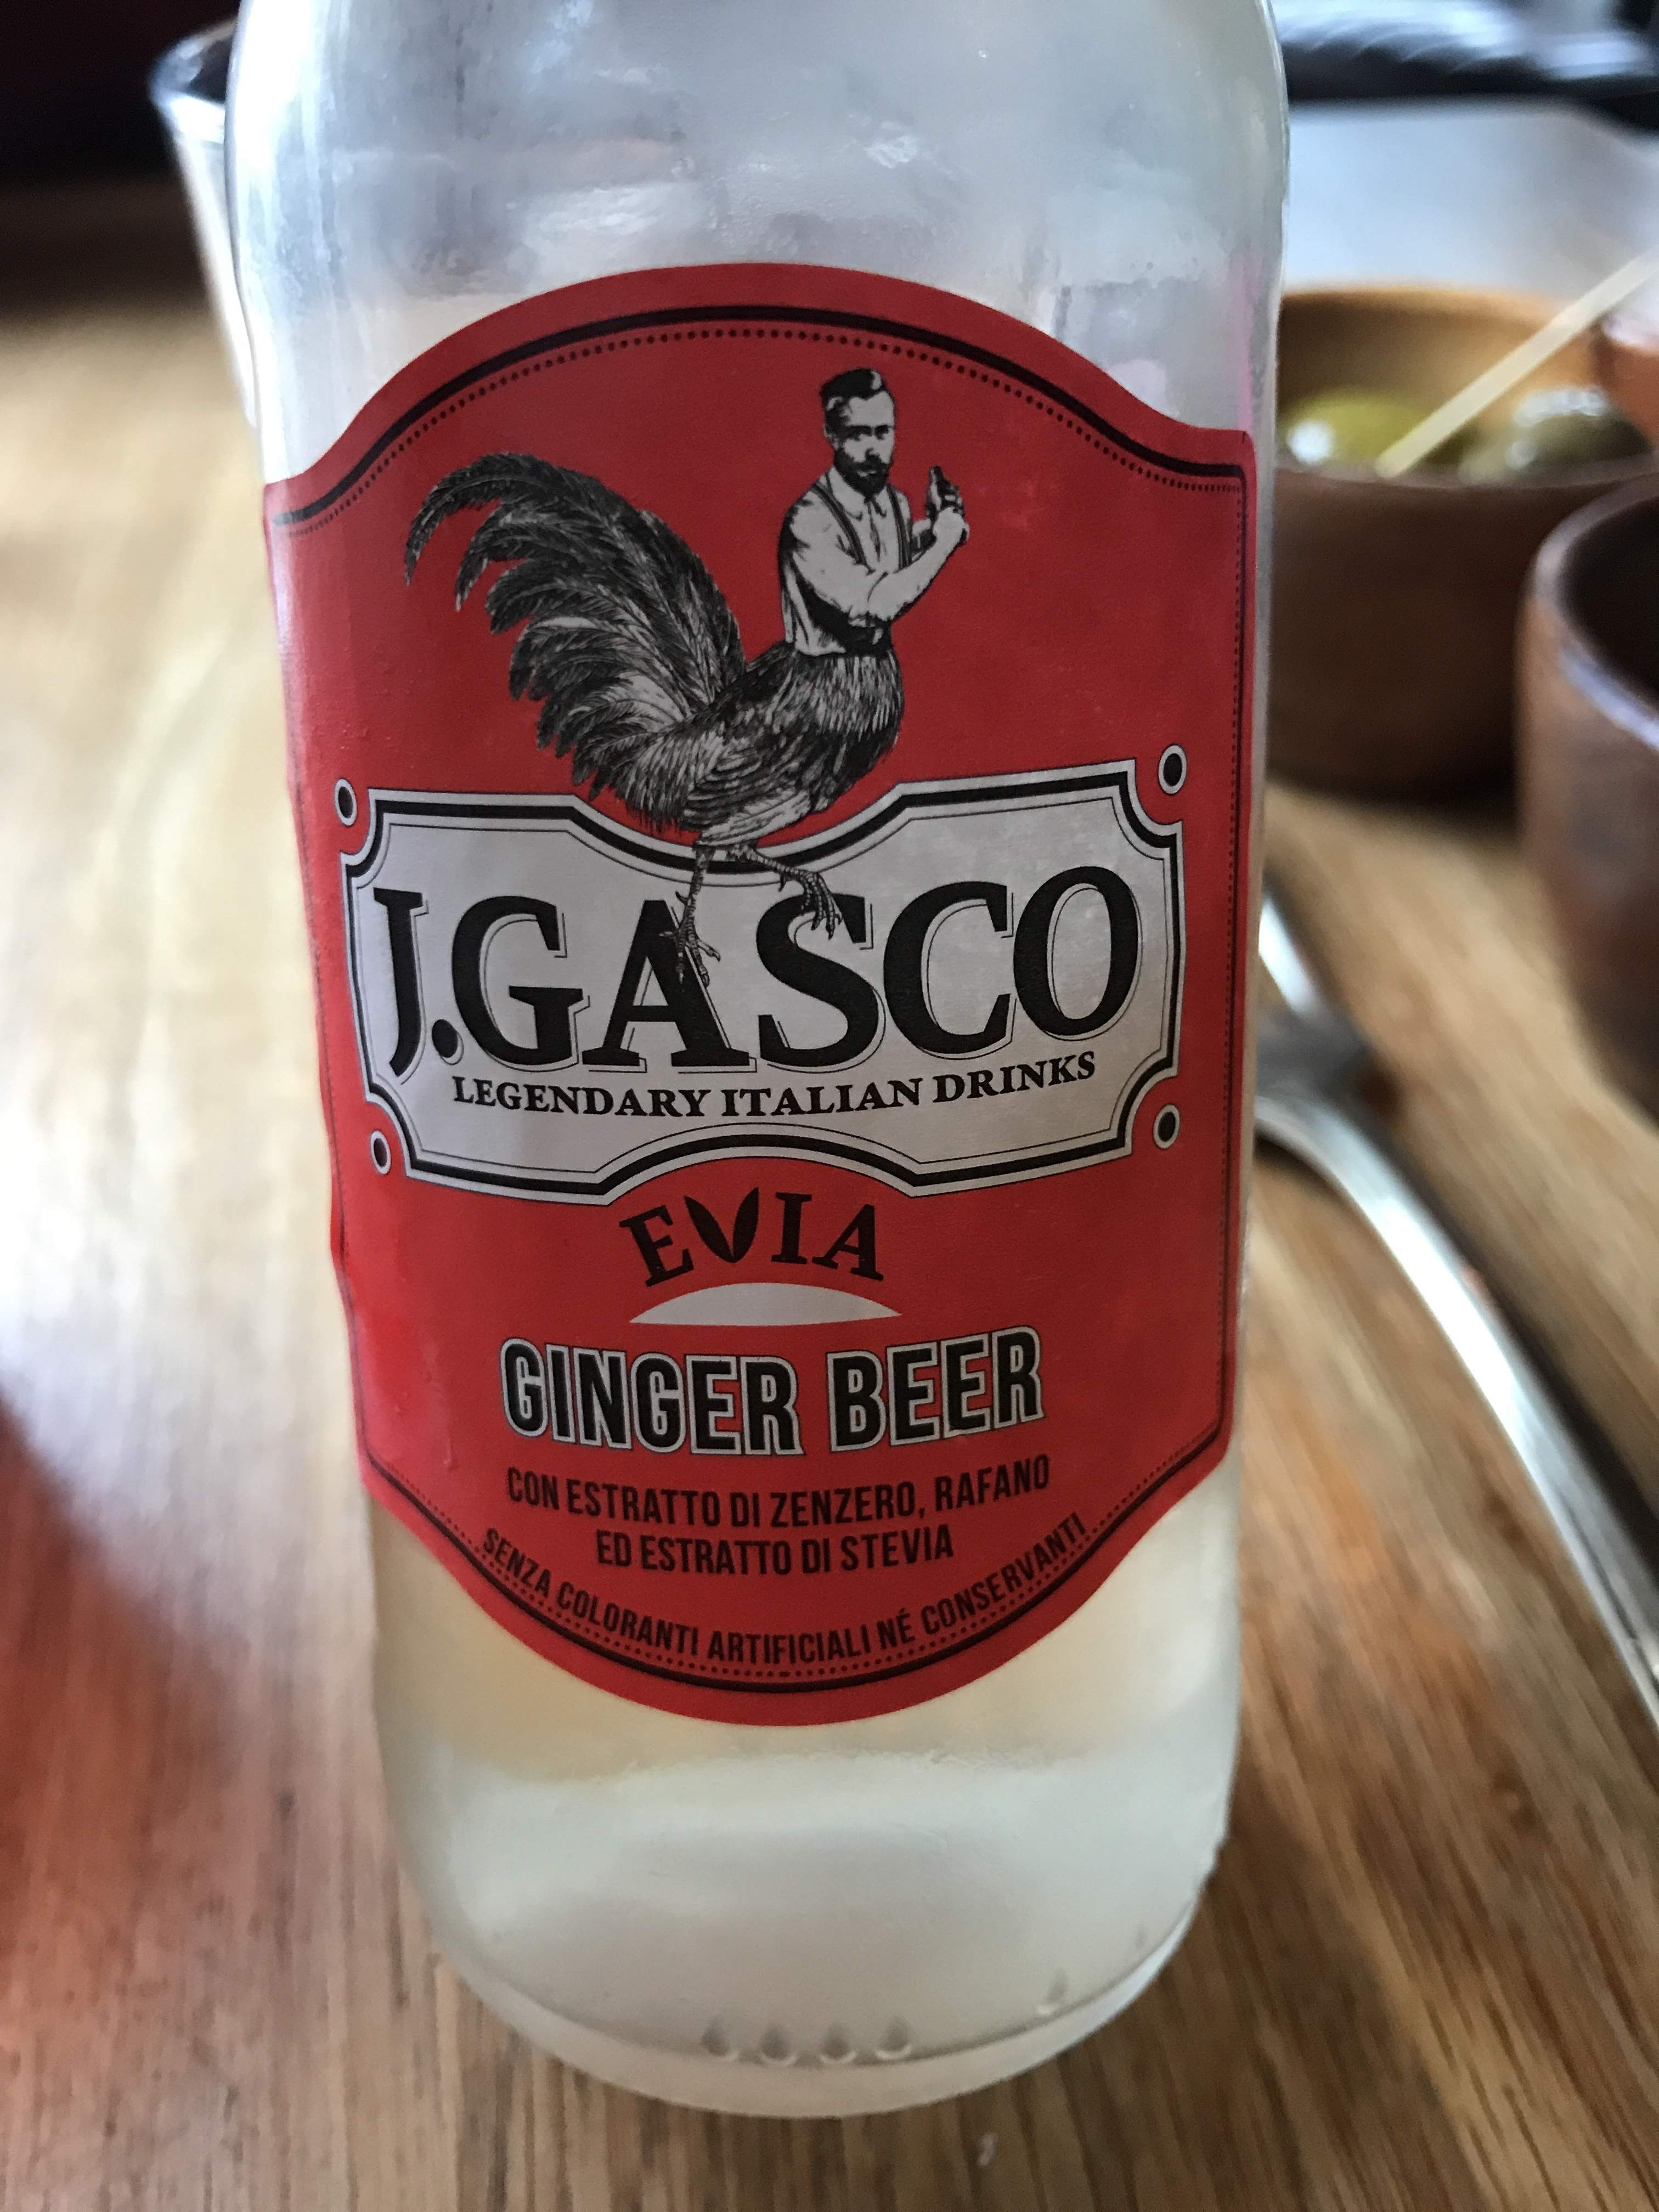 J.GASCO
LEGENDARY ITALIAN DRINKS
EVIA
GINGER BEER
CON ESTRATTO DI ZENZERO, RAFANO
ED ESTRATTO DI STEVIA
SENZA COLORANTI ARTIFICIALI NÉ CONSERVANTI